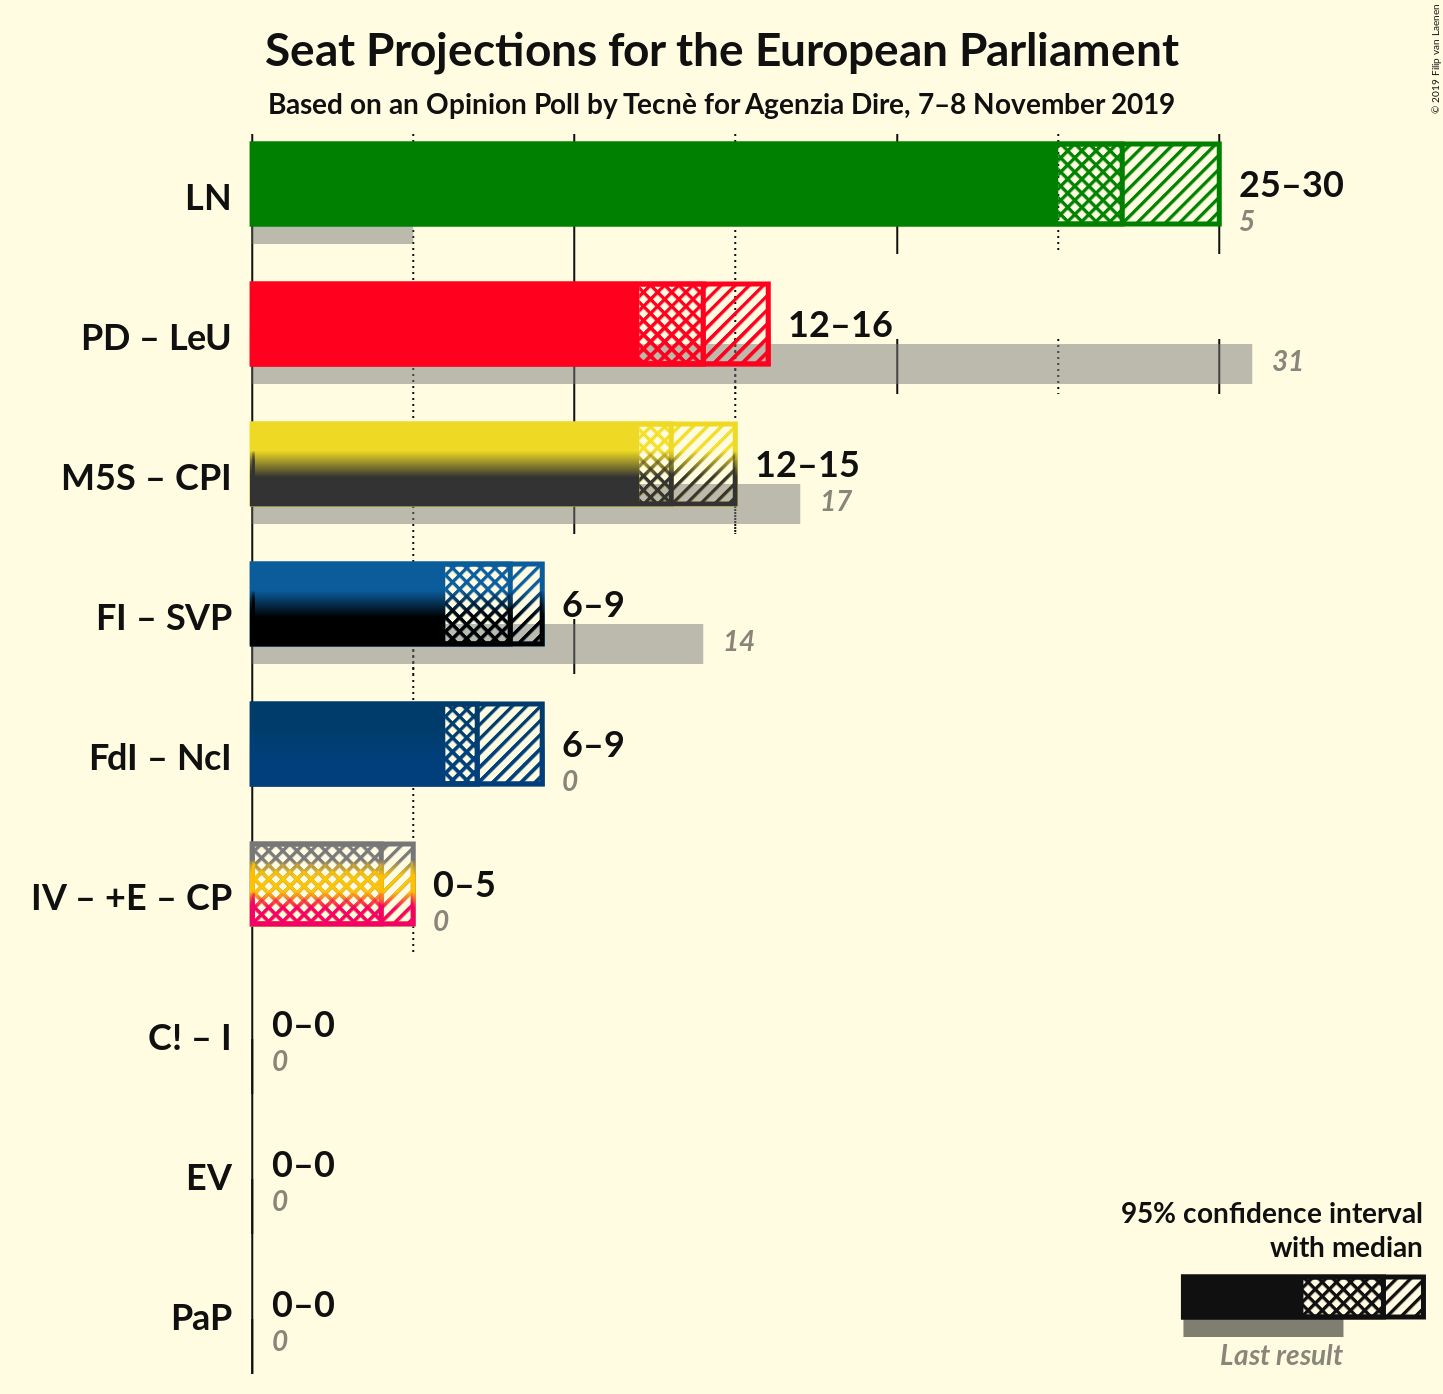 Seat Projections for the European Parliament
Based on an Opinion Poll by Tecnè for Agenzia Dire, 7–8 November 2019
© 2019 Filip van Laenen
LN
25–30
5
PD – LeU
12–16
31
M5S – CPI
12–15
17
FI – SVP
6–9
14
FdI – NcI
6–9
0
IV – +E – CP
0–5
0
C! – I
0–0
0
EV
0–0
0
PaP
0–0
0
95% confidence interval
with median
Last result